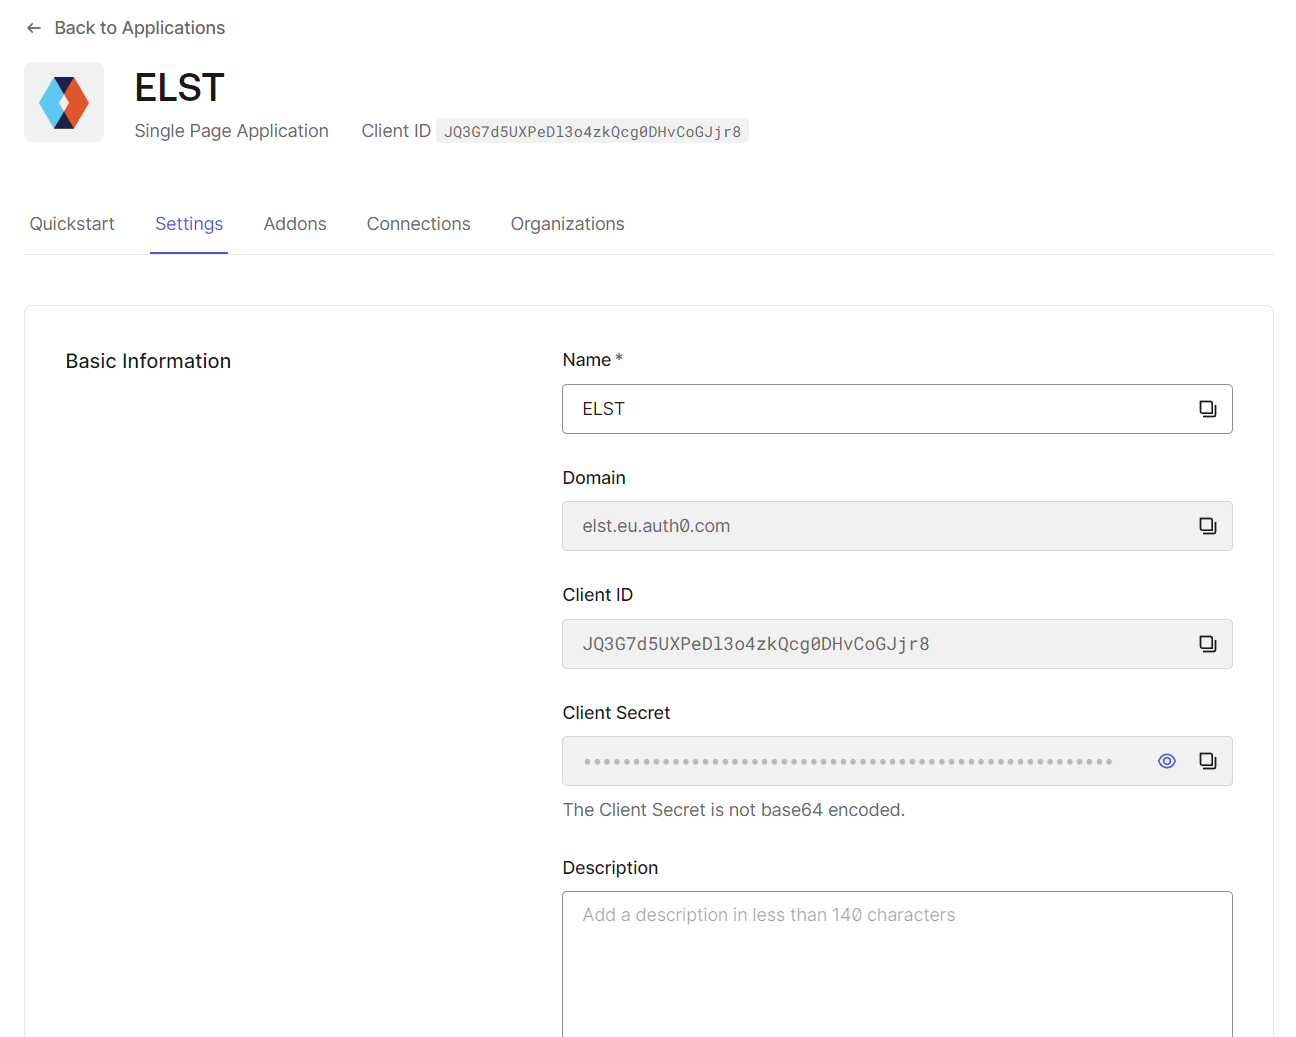 Back to Applications
ELST
Single Page Application
Client ID JQ3G7d5UXPeDl3o4zkQcg0DHvCoGJjr8
Quickstart Settings Addons Connections Organizations
Basic Information
Name *
ELST
Domain
elst.eu.auth0.com
Client ID
JQ3G7d5UXPeDl3o4zkQcg0DHvCoGJjr8
Client Secret
The Client Secret is not base64 encoded.
Description
Add a description in less than 140 characters